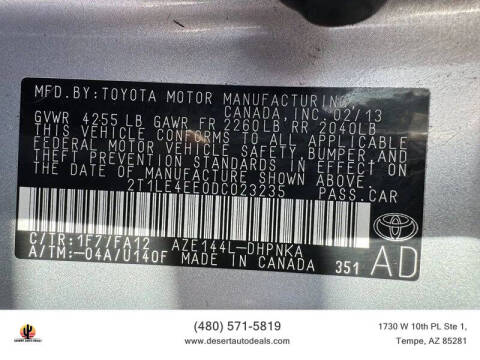 MFD.BY: TOYOTA MOTOR MANUFACTURING
CANADA, INC. 02/13
GVWR 4255 LB GAWR FR 2260LB RR 2040LB
THIS VEHICLE CONFORMS TO ALL APPLICABLE
FEDERAL MOTOR VEHICLE SAFETY, BUMPER, AND
THEFT PREVENTION STANDARDS IN EFFECT ON
THE DATE OF MANUFACTURE SHOWN ABOVE.
2T1LE4EE0DC023235 PASS.CAR
C/TR:1F7/FA12 AZE144L-DHPNKA
A/TM:-04A/U140F MADE IN CANADA 351
AD
(480) 571-5819
www.desertautodeals.com
1730 W 10th Pl. Ste 1,
Tempe, AZ 85281